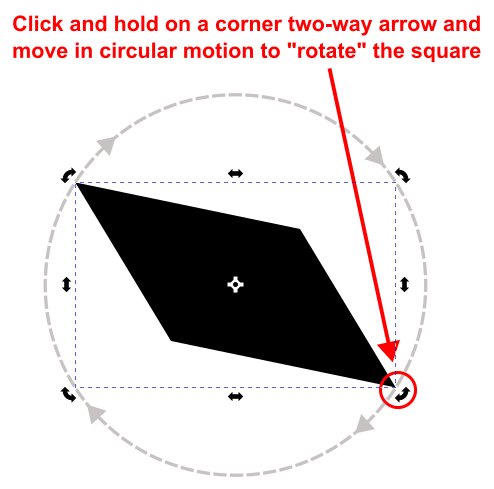 Click and hold on a corner two-way arrow and
move in circular motion to "rotate" the square